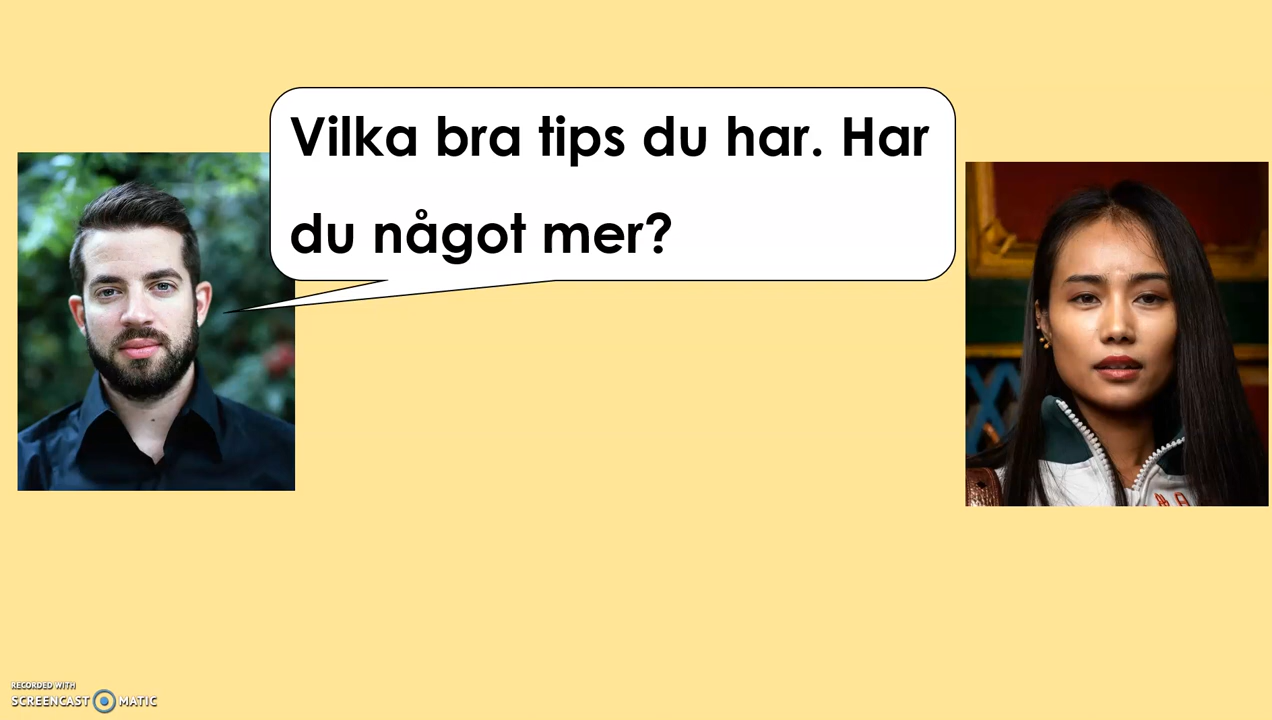 Vilka bra tips du har. Har
du något mer?
RECORDED WITH
SCREENCAST MATIC